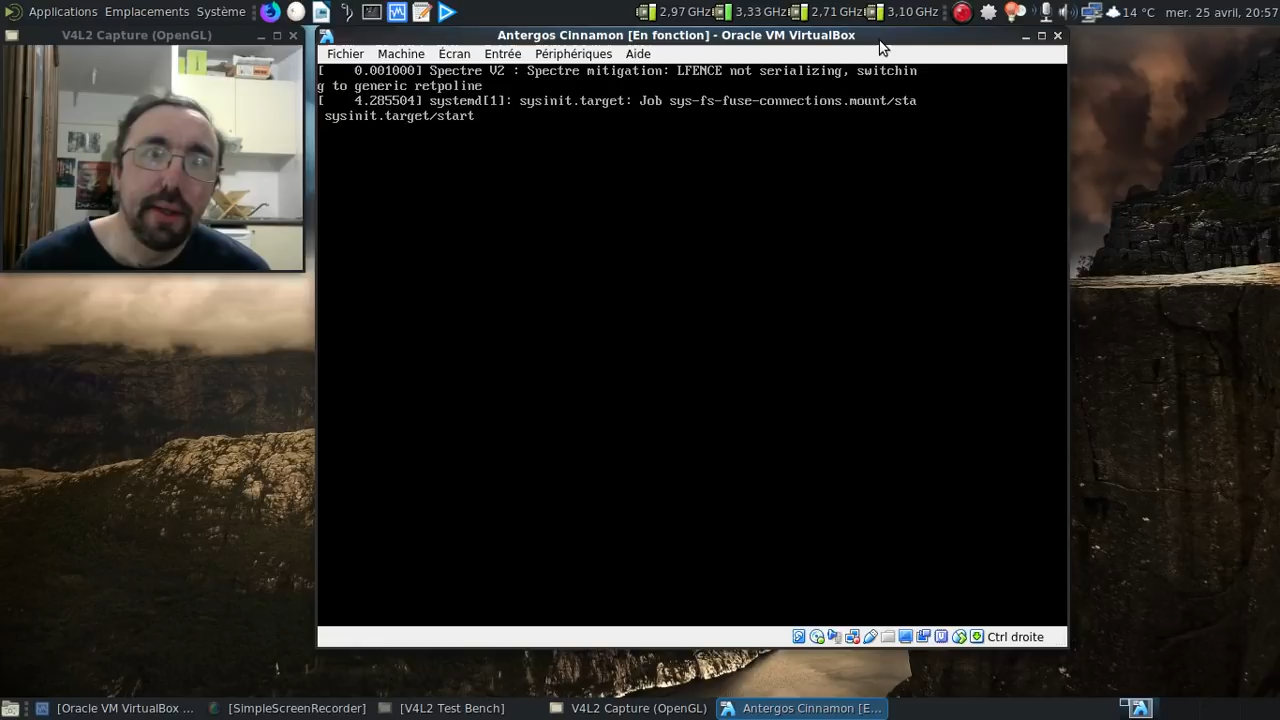 Applications Emplacements Système
2,97 GHz 3,33 GHz 2,71 GHz 3,10 GHz
14 °C mer. 25 avril, 20:57
V4L2 Capture (OpenGL)
Antergos Cinnamon [En fonction] - Oracle VM VirtualBox
Fichier Machine Écran Entrée Périphériques Aide
[    0.001000] Spectre V2 : Spectre mitigation: LFENCE not serializing, switchin
g to generic retpoline
[    4.285504] systemd[1]: sysinit.target: Job sys-fs-fuse-connections.mount/sta
sysinit.target/start
Ctrl droite
[Oracle VM VirtualBox ... [SimpleScreenRecorder] [V4L2 Test Bench] V4L2 Capture (OpenGL) Antergos Cinnamon [E...